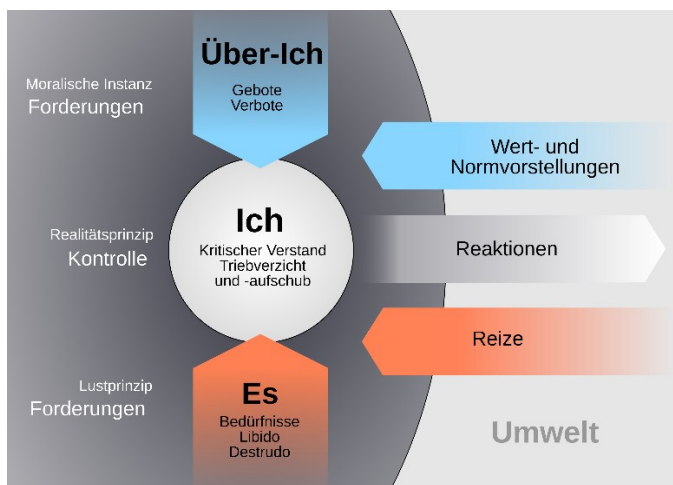 Über-Ich
Gebote
Verbote
Moralische Instanz
Forderungen
Wert- und
Normvorstellungen
Ich
Kritischer Verstand
Triebverzicht
und -aufschub
Realitätsprinzip
Kontrolle
Reaktionen
Reize
Lustprinzip
Forderungen
Es
Bedürfnisse
Libido
Destrudo
Umwelt